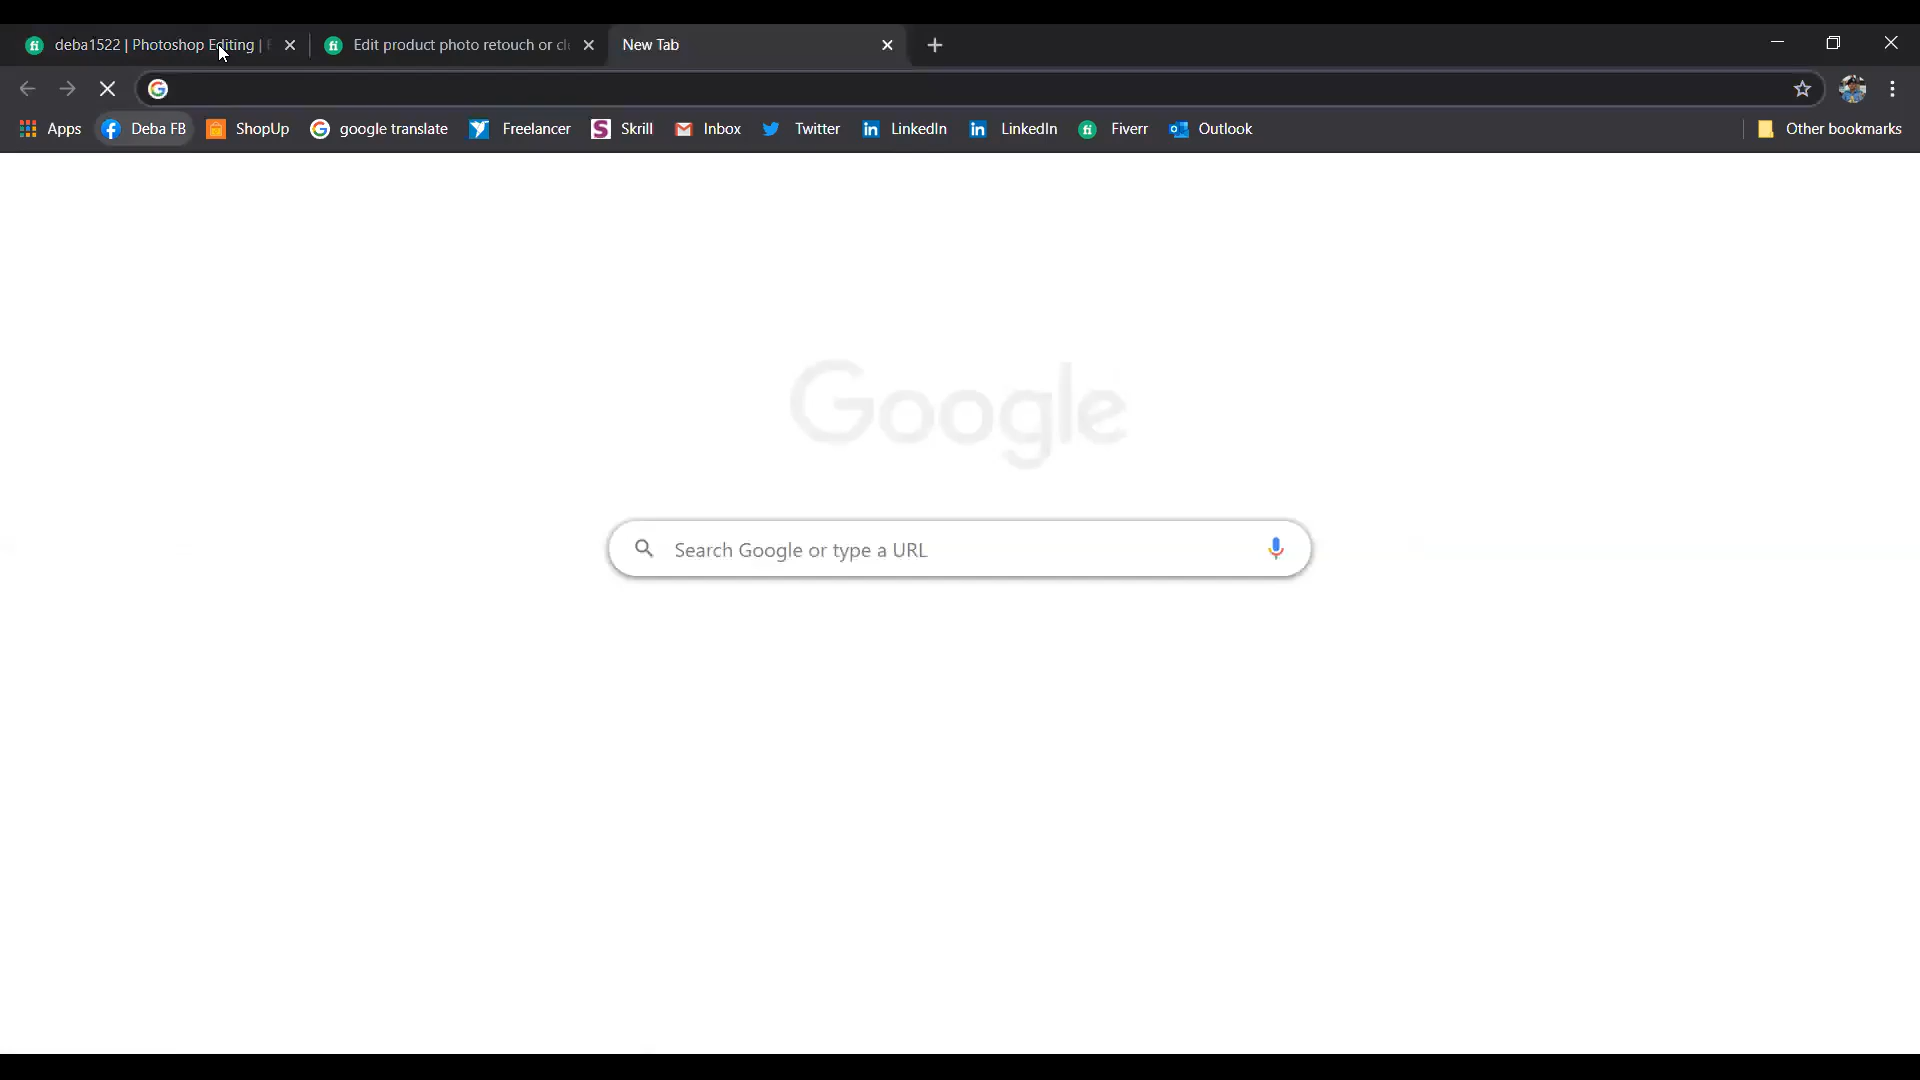 deba1522 | Photoshop Editing |
Edit product photo retouch or cl
New Tab
Apps
Deba FB
ShopUp
google translate
Freelancer
Skrill
Inbox
Twitter
LinkedIn
LinkedIn
Fiverr
Outlook
Other bookmarks
Google
Search Google or type a URL